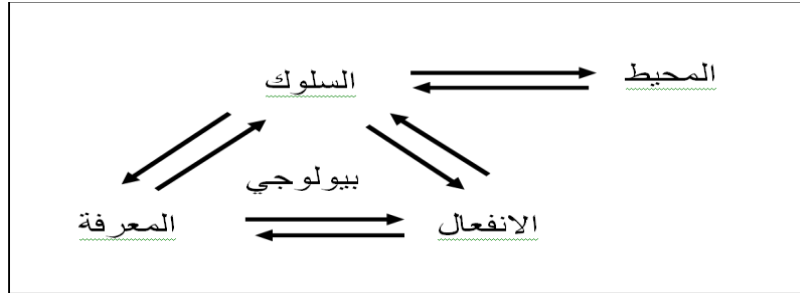 المحيط
السلوك
بيولوجي
الانفعال
المعرفة